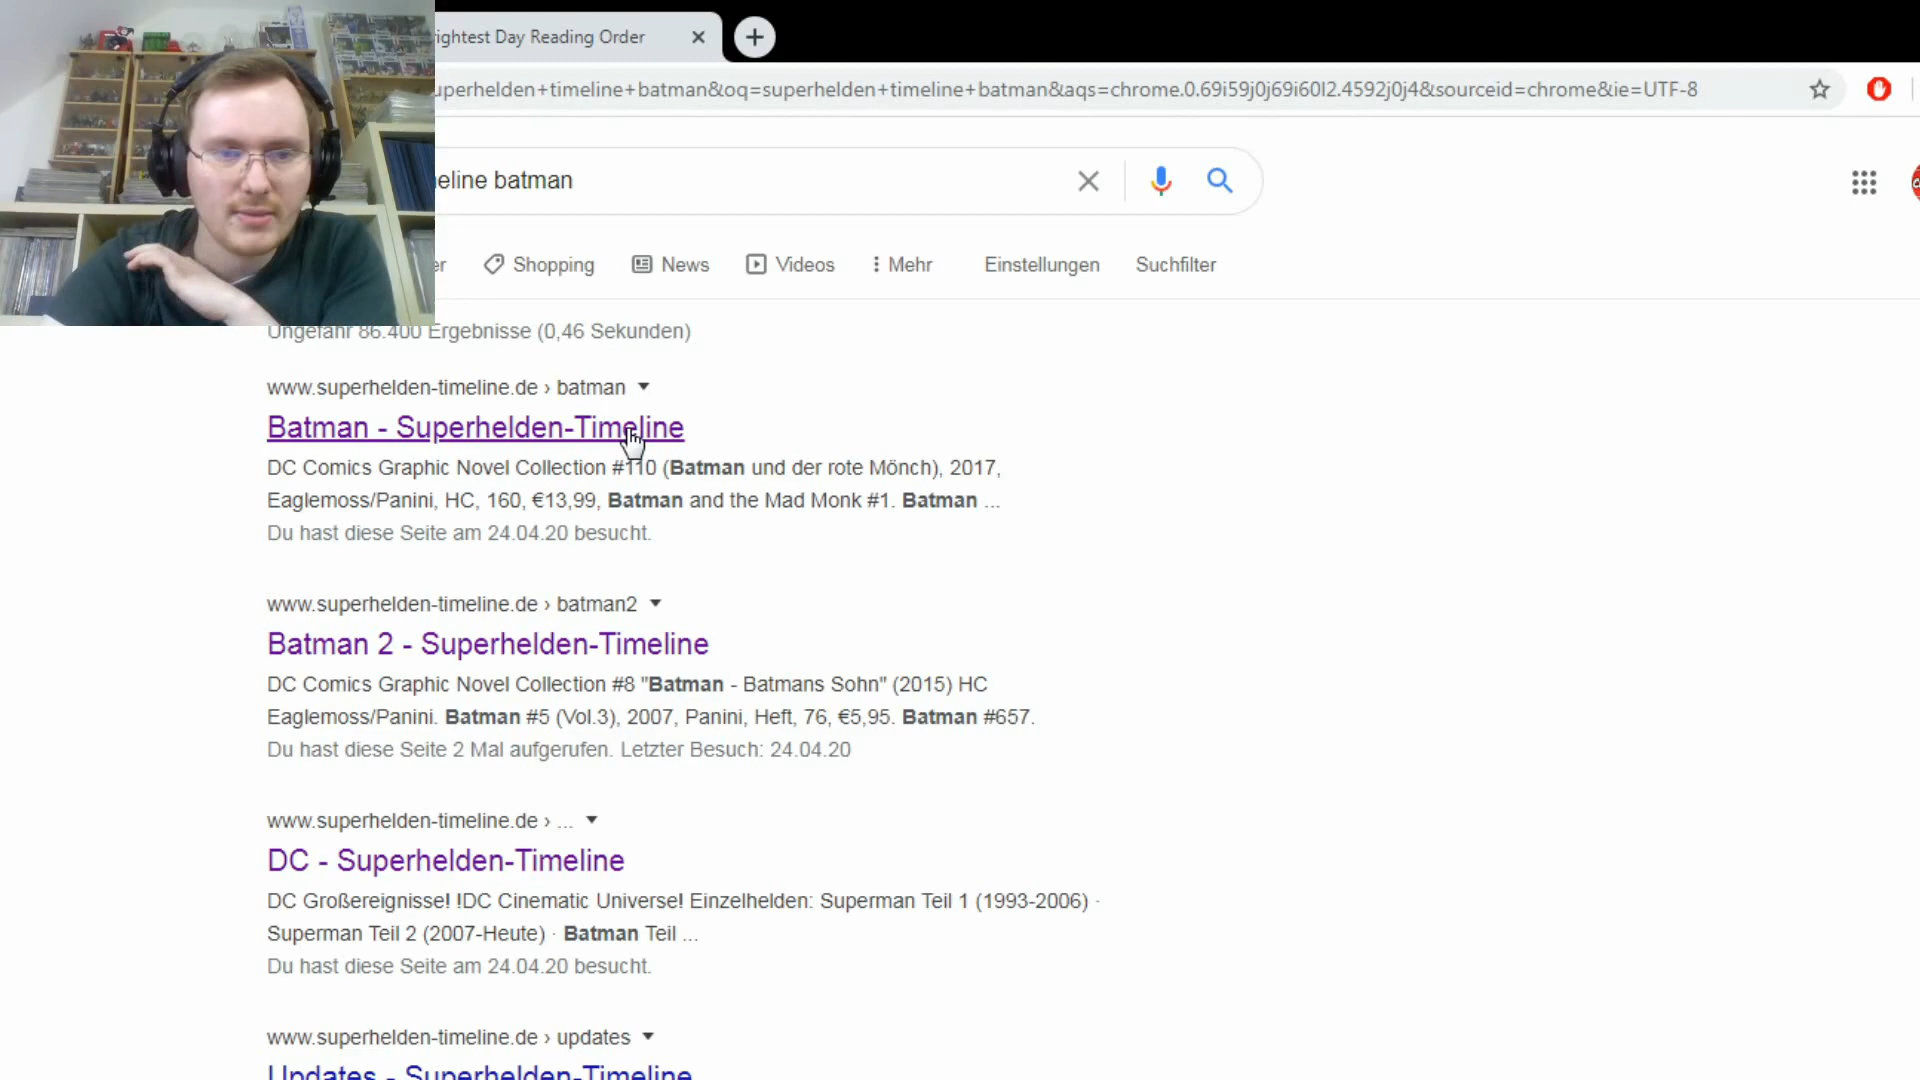 ightest Day Reading Order
uperhelden+timeline+batman&oq=superhelden+timeline+batman&aqs=chrome.0.69i59j0j69i60l2.4592j0j4&sourceid=chrome&ie=UTF-8
eline batman
er Shopping News Videos Mehr Einstellungen Suchfilter
Ungefähr 86.400 Ergebnisse (0,46 Sekunden)
www.superhelden-timeline.de › batman
Batman - Superhelden-Timeline
DC Comics Graphic Novel Collection #110 (Batman und der rote Mönch), 2017,
Eaglemoss/Panini, HC, 160, €13,99, Batman and the Mad Monk #1. Batman ...
Du hast diese Seite am 24.04.20 besucht.
www.superhelden-timeline.de › batman2
Batman 2 - Superhelden-Timeline
DC Comics Graphic Novel Collection #8 "Batman - Batmans Sohn" (2015) HC
Eaglemoss/Panini. Batman #5 (Vol.3), 2007, Panini, Heft, 76, €5,95. Batman #657.
Du hast diese Seite 2 Mal aufgerufen. Letzter Besuch: 24.04.20
www.superhelden-timeline.de › ...
DC - Superhelden-Timeline
DC Großereignisse! !DC Cinematic Universe! Einzelhelden: Superman Teil 1 (1993-2006) ·
Superman Teil 2 (2007-Heute) · Batman Teil ...
Du hast diese Seite am 24.04.20 besucht.
www.superhelden-timeline.de › updates
Updates - Superhelden-Timeline